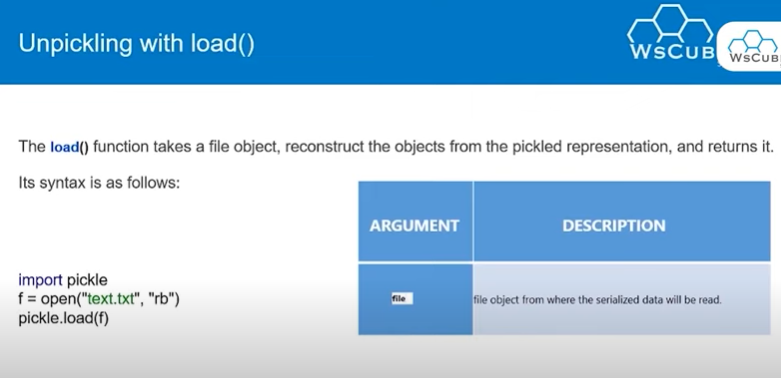 Unpickling with load()
WSCUB
WSCUB
The load() function takes a file object, reconstruct the objects from the pickled representation, and returns it.
Its syntax is as follows:
ARGUMENT DESCRIPTION
file file object from where the serialized data will be read.
import pickle
f = open("text.txt", "rb")
pickle.load(f)